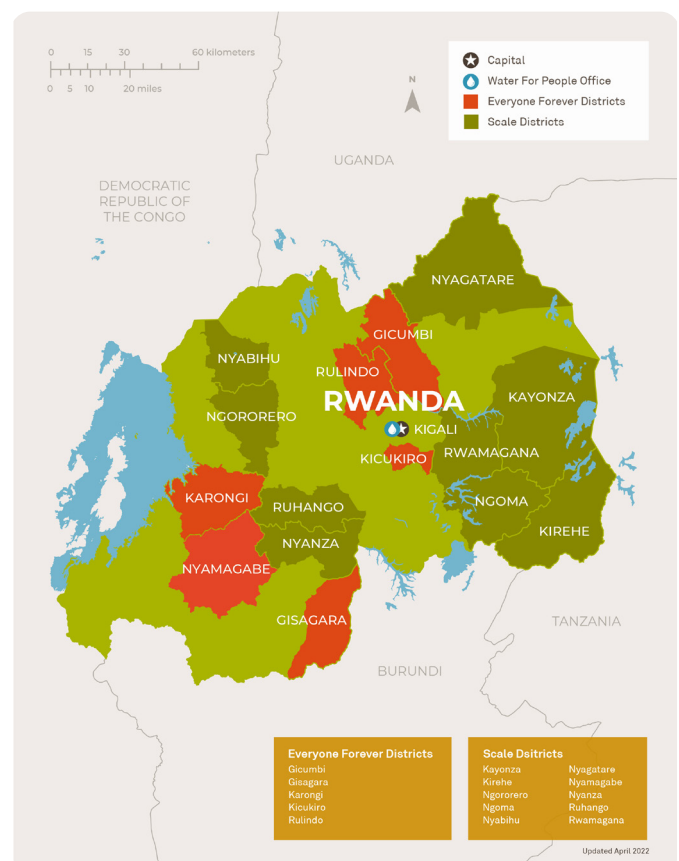 0 15 30 60 kilometers
0 5 10 20 miles
N
Capital
Water For People Office
Everyone Forever Districts
Scale Districts
UGANDA
DEMOCRATIC
REPUBLIC OF
THE CONGO
NYAGATARE
GICUMBI
NYABIHU
RULINDO
RWANDA
KAYONZA
NGORORERO
KIGALI
RWAMAGANA
KICUKIRO
KARONGI
RUHANGO
NGOMA
KIREHE
NYANZA
NYAMAGABE
GISAGARA
TANZANIA
BURUNDI
Everyone Forever Districts
Gicumbi
Gisagara
Karongi
Kicukiro
Rulindo
Scale Dsitricts
Kayonza Nyagatare
Kirehe Nyamagabe
Ngororero Nyanza
Ngoma Ruhango
Nyabihu Rwamagana
Updated April 2022